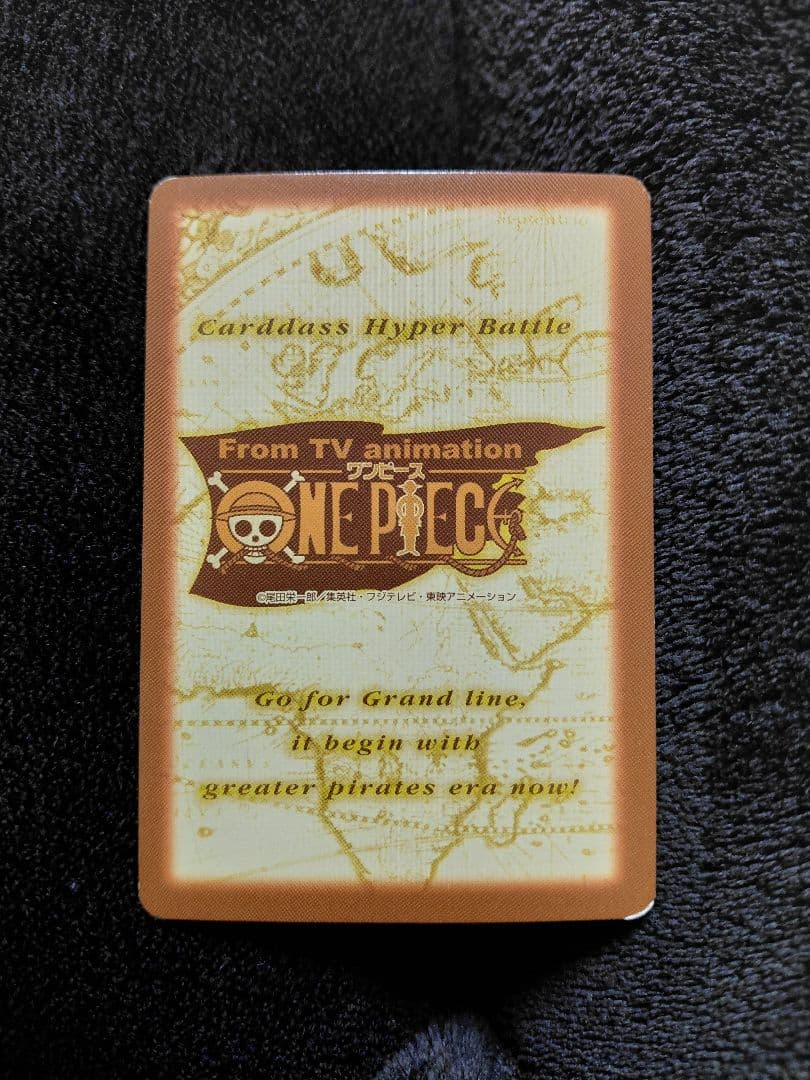 Carddass Hyper Battle
From TV animation
ワンピース
ONE PIECE
©尾田栄一郎／集英社・フジテレビ・東映アニメーション
Go for Grand line,
it begin with
greater pirates era now!